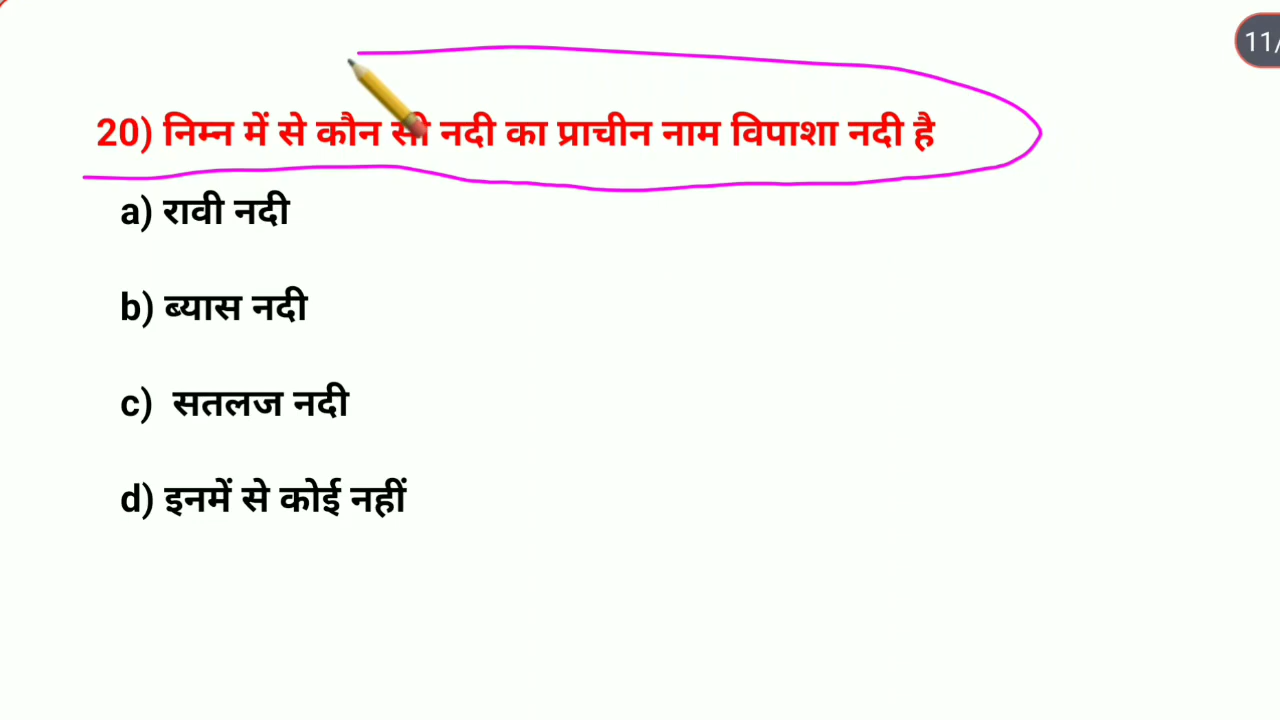 11/
20) निम्न में से कौन सी नदी का प्राचीन नाम विपाशा नदी है
a) रावी नदी
b) ब्यास नदी
c) सतलज नदी
d) इनमें से कोई नहीं